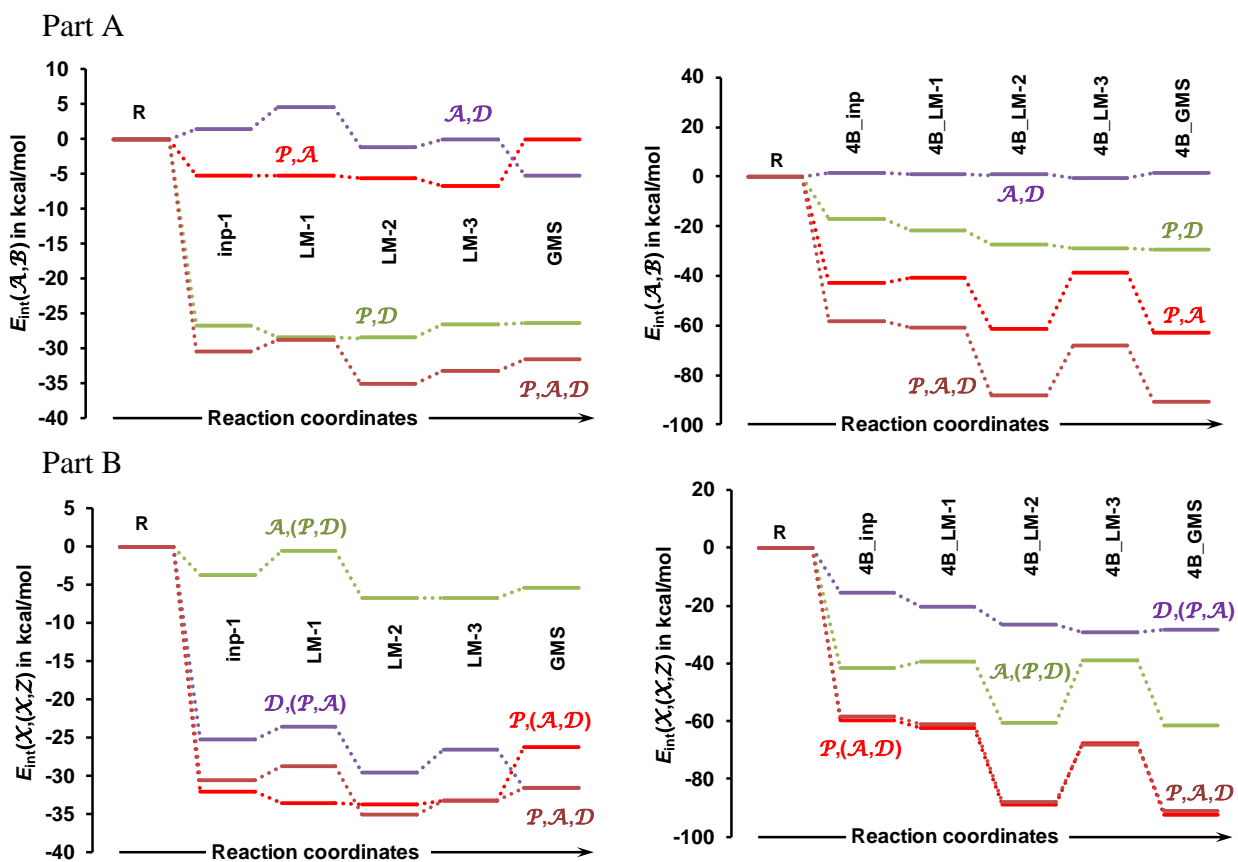 Part A
E_int(𝒜,ℬ) in kcal/mol
10
5
0
-5
-10
-15
-20
-25
-30
-35
-40
R
inp-1
LM-1
LM-2
LM-3
GMS
𝒜,𝒟
𝒫,𝒜
𝒫,𝒟
𝒫,𝒜,𝒟
Reaction coordinates
E_int(𝒜,ℬ) in kcal/mol
40
20
0
-20
-40
-60
-80
-100
R
4B_inp
4B_LM-1
4B_LM-2
4B_LM-3
4B_GMS
𝒜,𝒟
𝒫,𝒟
𝒫,𝒜
𝒫,𝒜,𝒟
Reaction coordinates
Part B
E_int(𝒳,(𝒳,𝒵) in kcal/mol
5
0
-5
-10
-15
-20
-25
-30
-35
-40
R
𝒜,(𝒫,𝒟)
inp-1
LM-1
LM-2
LM-3
GMS
𝒟,(𝒫,𝒜)
𝒫,(𝒜,𝒟)
𝒫,𝒜,𝒟
Reaction coordinates
E_int(𝒳,(𝒳,𝒵) in kcal/mol
20
0
-20
-40
-60
-80
-100
R
4B_inp
4B_LM-1
4B_LM-2
4B_LM-3
4B_GMS
𝒟,(𝒫,𝒜)
𝒜,(𝒫,𝒟)
𝒫,(𝒜,𝒟)
𝒫,𝒜,𝒟
Reaction coordinates